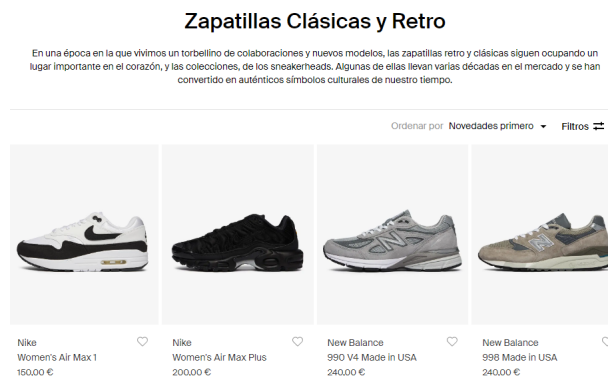 Zapatillas Clásicas y Retro
En una época en la que vivimos un torbellino de colaboraciones y nuevos modelos, las zapatillas retro y clásicas siguen ocupando un
lugar importante en el corazón, y las colecciones, de los sneakerheads. Algunas de ellas llevan varias décadas en el mercado y se han
convertido en auténticos símbolos culturales de nuestro tiempo.
Ordenar por Novedades primero Filtros
Nike Nike New Balance New Balance
Women's Air Max 1 Women's Air Max Plus 990 V4 Made in USA 998 Made in USA
150,00 € 200,00 € 240,00 € 240,00 €